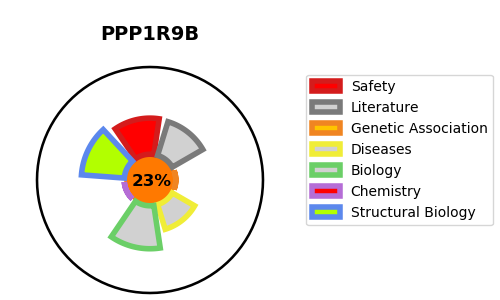 PPP1R9B
23%
Safety
Literature
Genetic Association
Diseases
Biology
Chemistry
Structural Biology